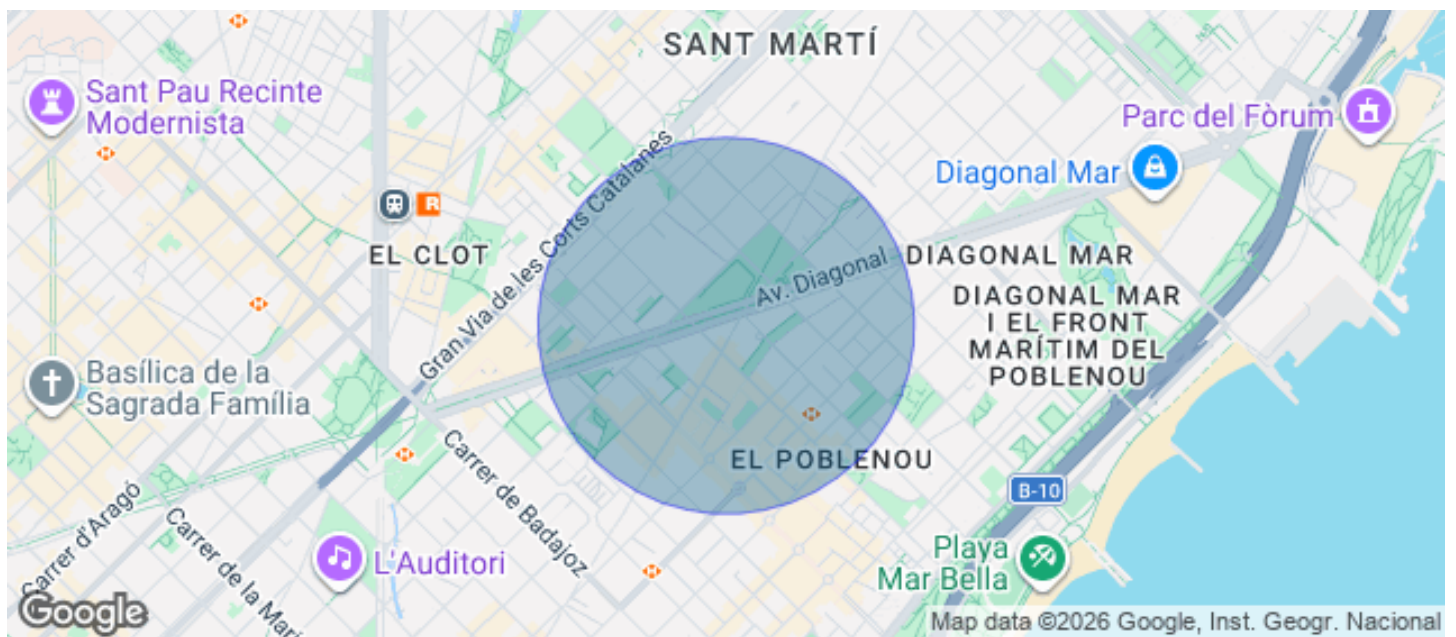 SANT MARTÍ
Sant Pau Recinte
Modernista
Parc del Fòrum
Diagonal Mar
R
EL CLOT
Gran Via de les Corts Catalanes
Av. Diagonal
DIAGONAL MAR
DIAGONAL MAR
I EL FRONT
MARÍTIM DEL
POBLENOU
Basílica de la
Sagrada Família
EL POBLENOU
B-10
Carrer de Badajoz
Carrer d'Aragó
Carrer de la Mari
L'Auditori
Playa
Mar Bella
Google
Map data ©2026 Google, Inst. Geogr. Nacional